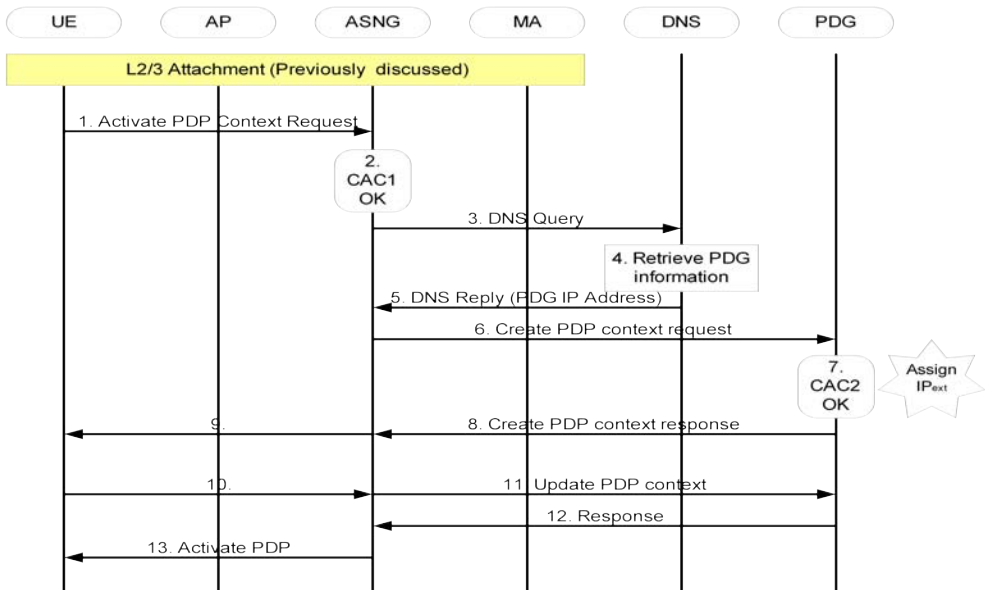 UE AP ASNG MA DNS PDG
L2/3 Attachment (Previously discussed)
1. Activate PDP Context Request
2.
CAC1
OK
3. DNS Query
4. Retrieve PDG
information
5. DNS Reply (PDG IP Address)
6. Create PDP context request
7.
CAC2
OK
Assign
IPext
9.
8. Create PDP context response
10.
11. Update PDP context
12. Response
13. Activate PDP